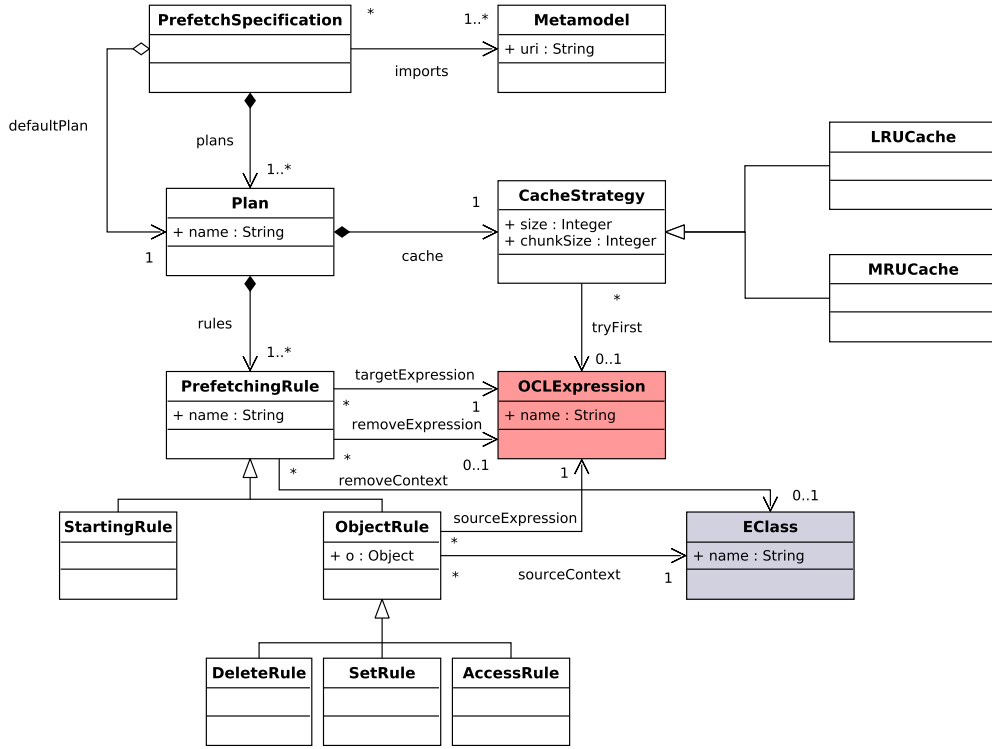 PrefetchSpecification
*
1..*
Metamodel
+ uri : String
imports
defaultPlan
plans
1..*
LRUCache
Plan
+ name : String
1
1
cache
CacheStrategy
+ size : Integer
+ chunkSize : Integer
MRUCache
rules
1..*
*
tryFirst
0..1
PrefetchingRule
+ name : String
targetExpression
*
1
removeExpression
*
0..1
OCLExpression
+ name : String
1
*
removeContext
0..1
StartingRule
ObjectRule
+ o : Object
sourceExpression
*
*
sourceContext
1
EClass
+ name : String
DeleteRule
SetRule
AccessRule